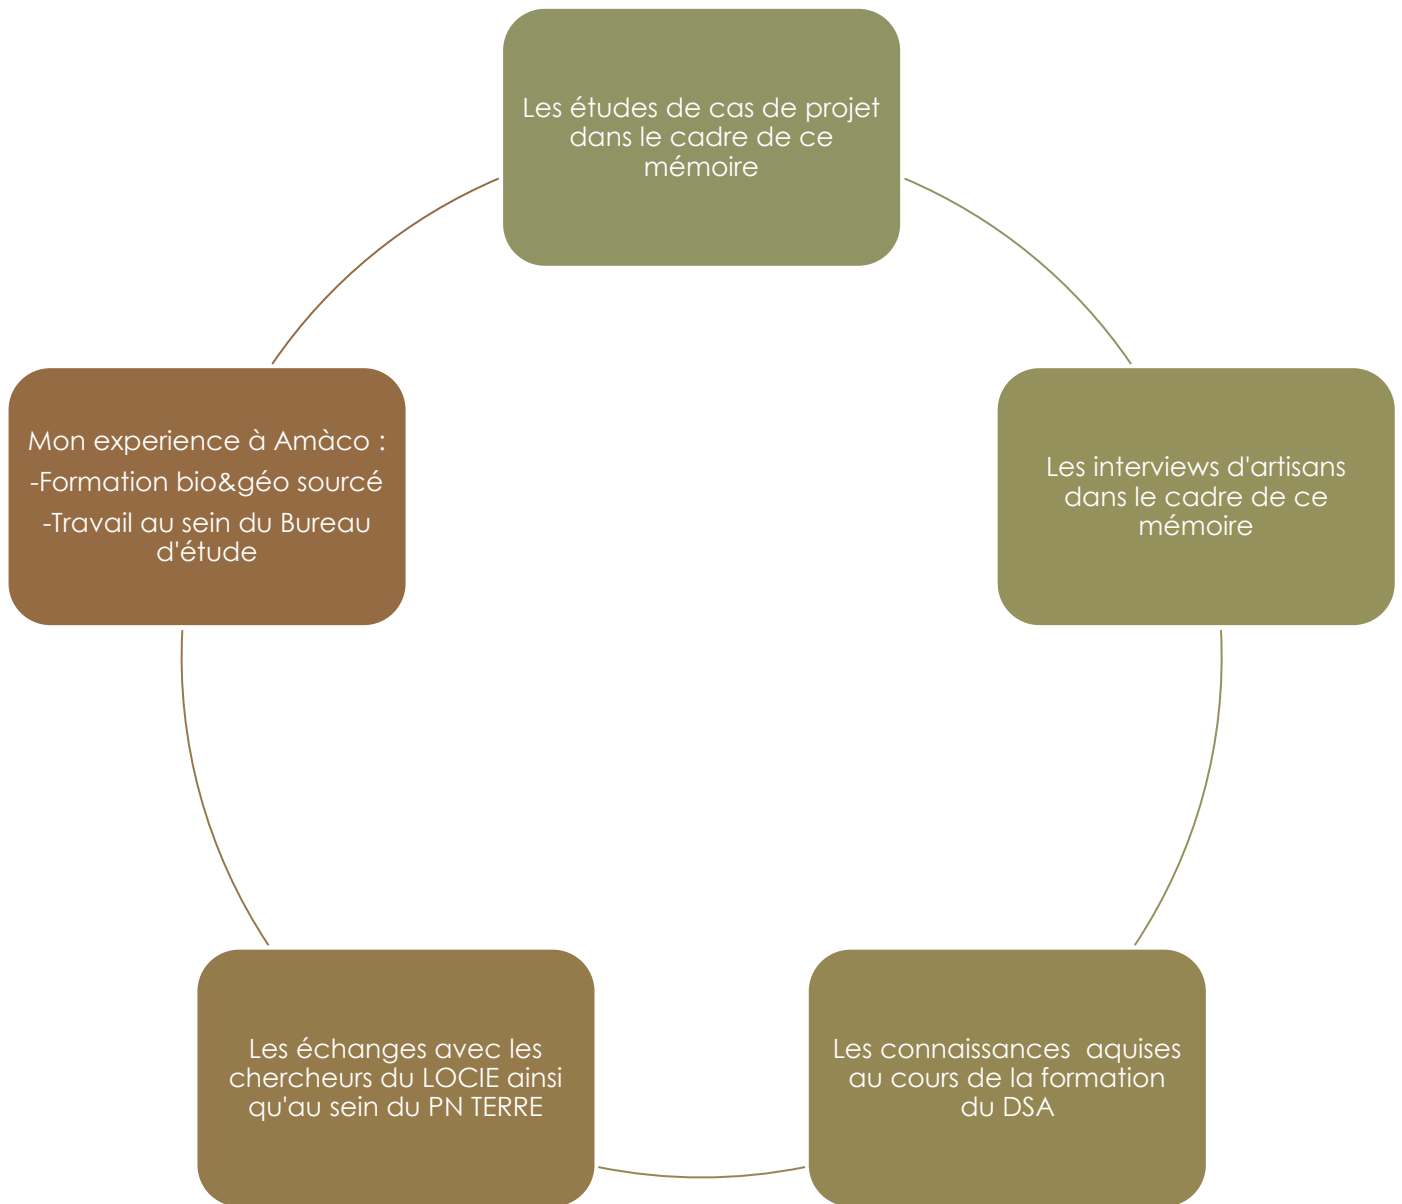 Les études de cas de projet
dans le cadre de ce
mémoire
Les interviews d'artisans
dans le cadre de ce
mémoire
Les connaissances  aquises
au cours de la formation
du DSA
Les échanges avec les
chercheurs du LOCIE ainsi
qu'au sein du PN TERRE
Mon experience à Amàco :
-Formation bio&géo sourcé
-Travail au sein du Bureau
d'étude